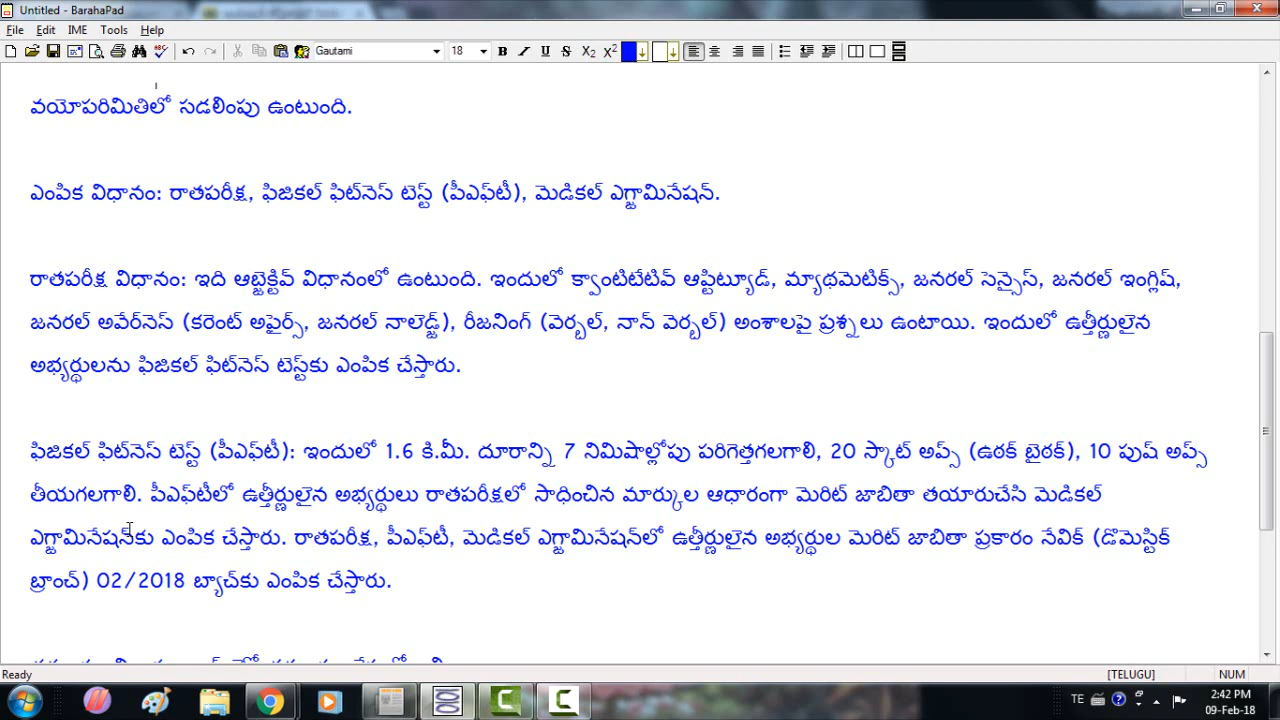 Untitled - BarahaPad
File Edit IME Tools Help
Gautami 18 B I U S X₂ X²
వయోపరిమితిలో సడలింపు ఉంటుంది.
ఎంపిక విధానం: రాతపరీక్ష, ఫిజికల్ ఫిట్‌నెస్ టెస్ట్ (పీఎఫ్‌టీ), మెడికల్ ఎగ్జామినేషన్.
రాతపరీక్ష విధానం: ఇది ఆబ్జెక్టివ్ విధానంలో ఉంటుంది. ఇందులో క్వాంటిటేటివ్ ఆప్టిట్యూడ్, మ్యాథమెటిక్స్, జనరల్ సెన్సైస్, జనరల్ ఇంగ్లిష్,
జనరల్ అవేర్‌నెస్ (కరెంట్ అఫైర్స్, జనరల్ నాలెడ్జ్), రీజనింగ్ (వెర్బల్, నాన్ వెర్బల్) అంశాలపై ప్రశ్నలు ఉంటాయి. ఇందులో ఉత్తీర్ణులైన
అభ్యర్థులను ఫిజికల్ ఫిట్‌నెస్ టెస్ట్‌కు ఎంపిక చేస్తారు.
ఫిజికల్ ఫిట్‌నెస్ టెస్ట్ (పీఎఫ్‌టీ): ఇందులో 1.6 కి.మీ. దూరాన్ని 7 నిమిషాల్లోపు పరిగెత్తగలగాలి, 20 స్కాట్ అప్స్ (ఉఠక్ బైఠక్), 10 పుష్ అప్స్
తీయగలగాలి. పీఎఫ్‌టీలో ఉత్తీర్ణులైన అభ్యర్థులు రాతపరీక్షలో సాధించిన మార్కుల ఆధారంగా మెరిట్ జాబితా తయారుచేసి మెడికల్
ఎగ్జామినేషన్‌కు ఎంపిక చేస్తారు. రాతపరీక్ష, పీఎఫ్‌టీ, మెడికల్ ఎగ్జామినేషన్‌లో ఉత్తీర్ణులైన అభ్యర్థుల మెరిట్ జాబితా ప్రకారం నేవిక్ (డొమెస్టిక్
బ్రాంచ్) 02/2018 బ్యాచ్‌కు ఎంపిక చేస్తారు.
Ready [TELUGU] NUM
TE 2:42 PM
09-Feb-18